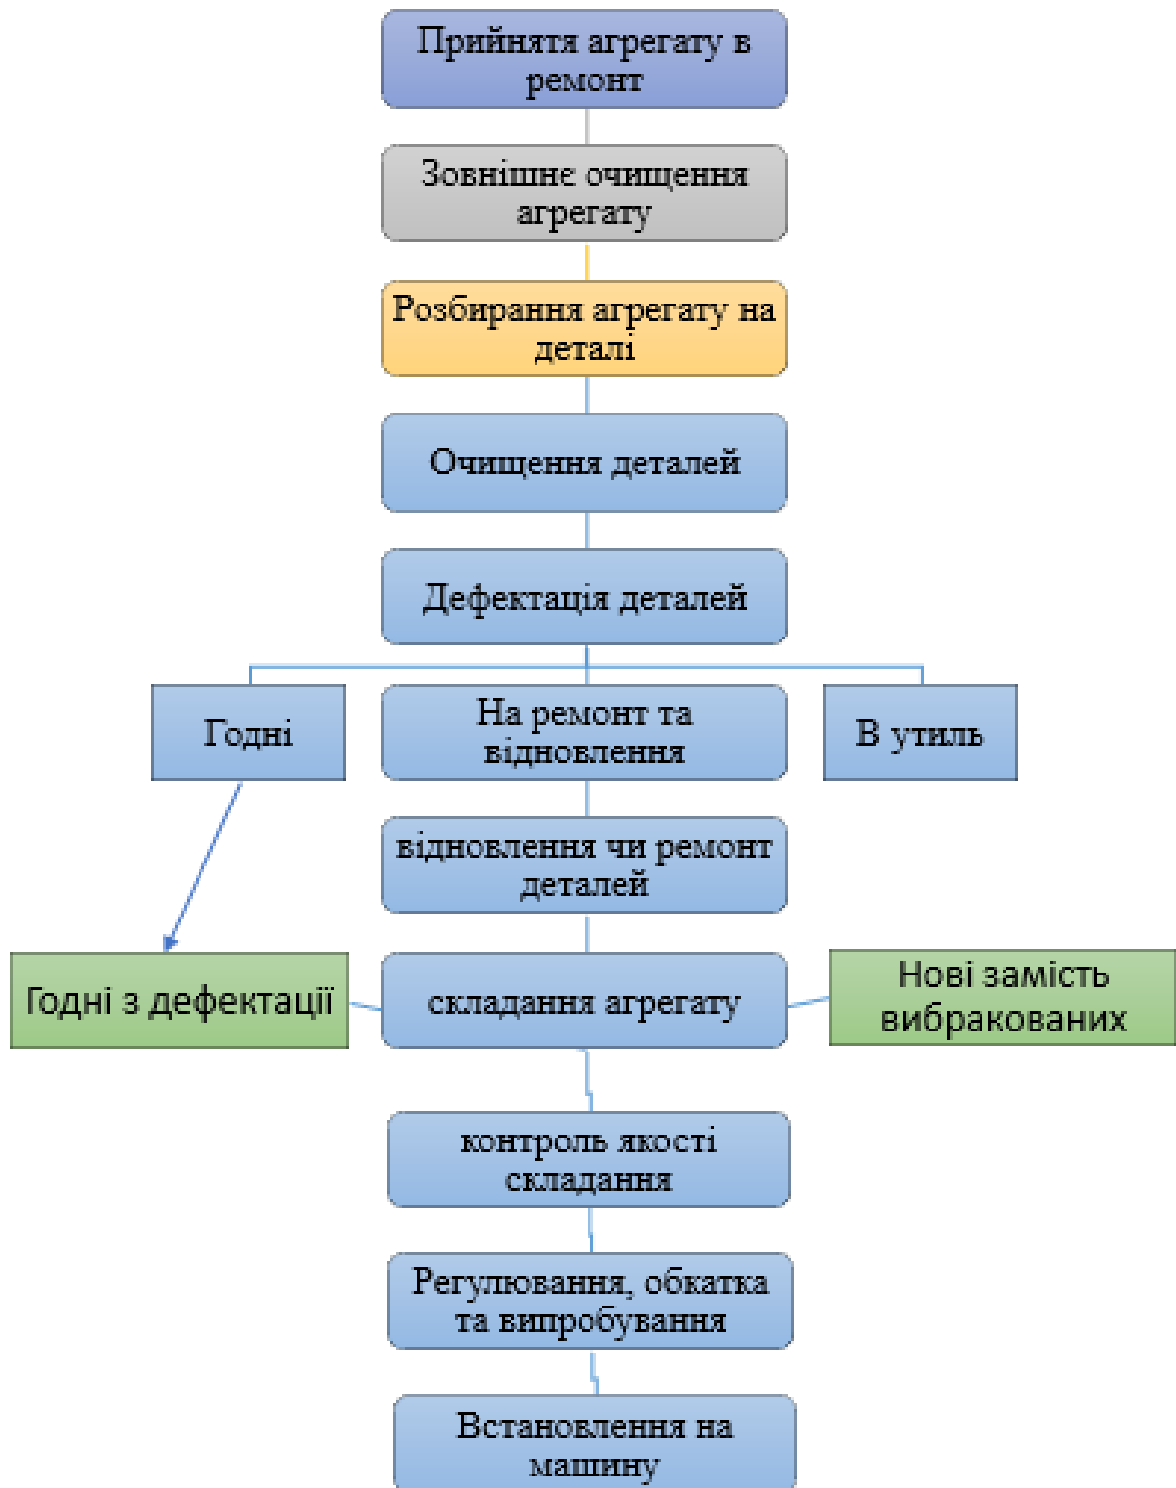 Прийнятя агрегату в
ремонт
Зовнішнє очищення
агрегату
Розбирання агрегату на
деталі
Очищення деталей
Дефектація деталей
Годні
На ремонт та
відновлення
В утиль
відновлення чи ремонт
деталей
Годні з дефектації
складання агрегату
Нові замість
вибракованих
контроль якості
складання
Регулювання, обкатка
та випробування
Встановлення на
машину